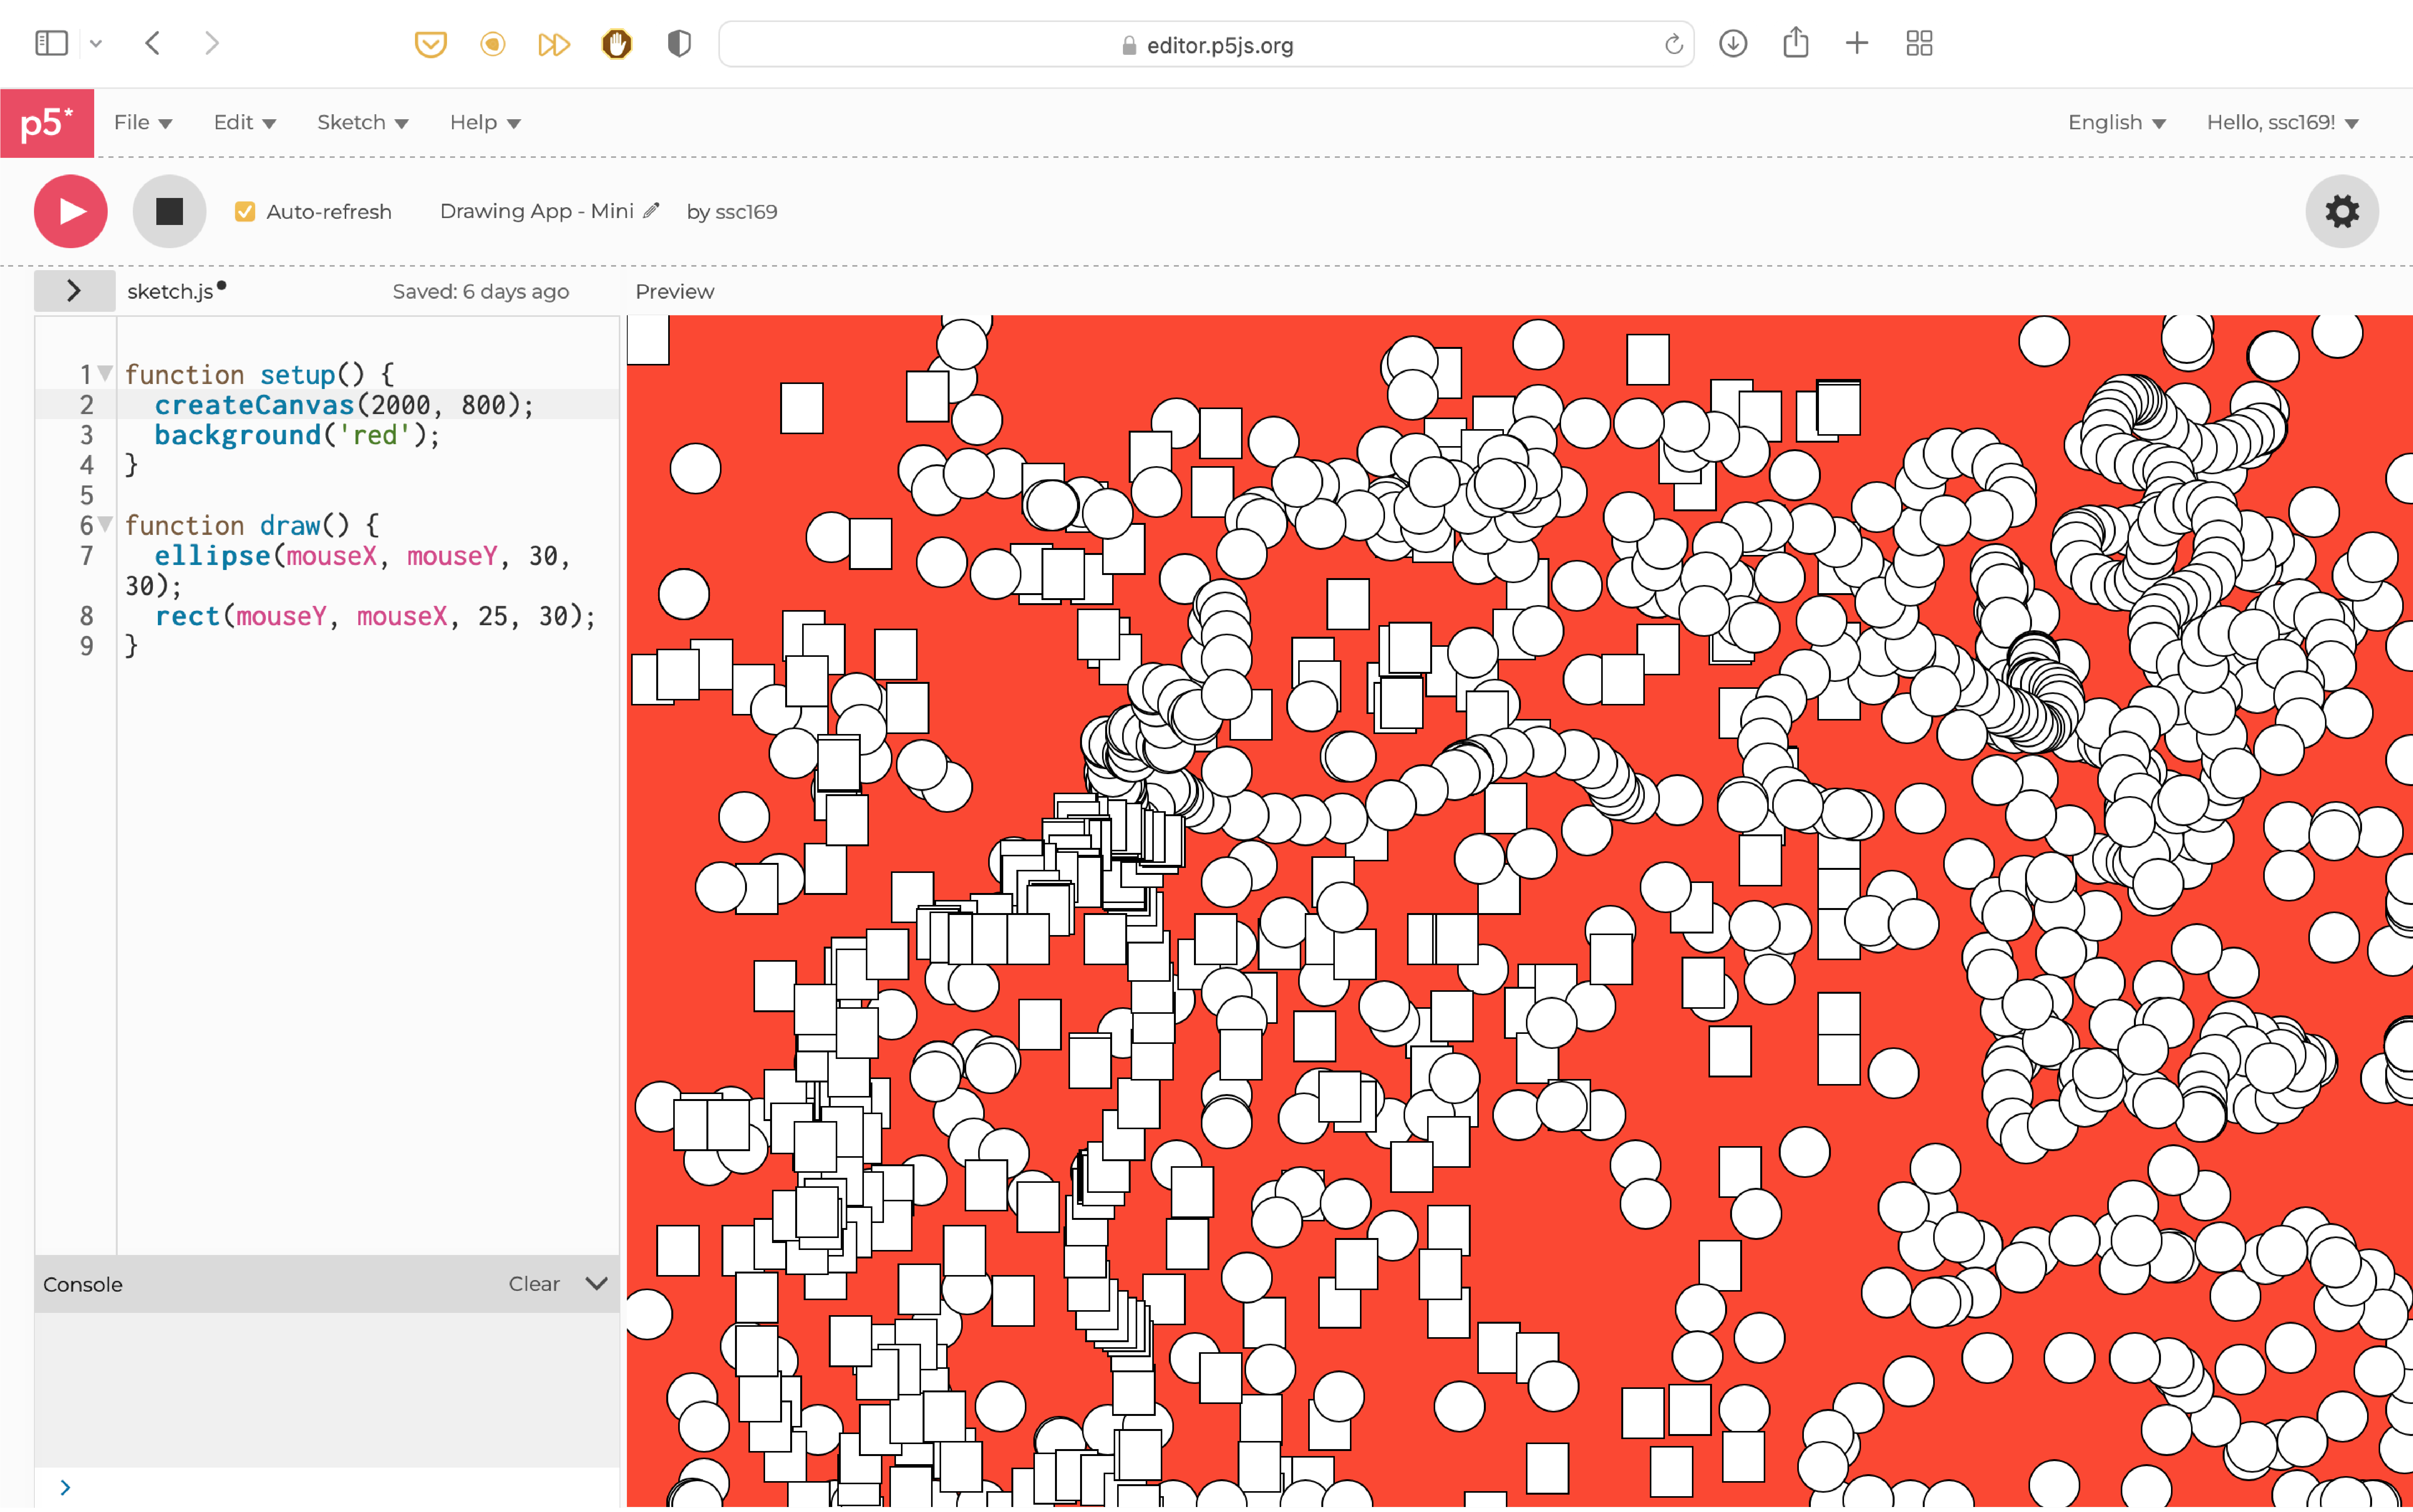 editor.p5js.org
p5* File Edit Sketch Help English Hello, ssc169!
Auto-refresh Drawing App - Mini by ssc169
sketch.js Saved: 6 days ago Preview
1 function setup() {
2 createCanvas(2000, 800);
3 background('red');
4 }
5
6 function draw() {
7 ellipse(mouseX, mouseY, 30,
30);
8 rect(mouseY, mouseX, 25, 30);
9 }
Console Clear